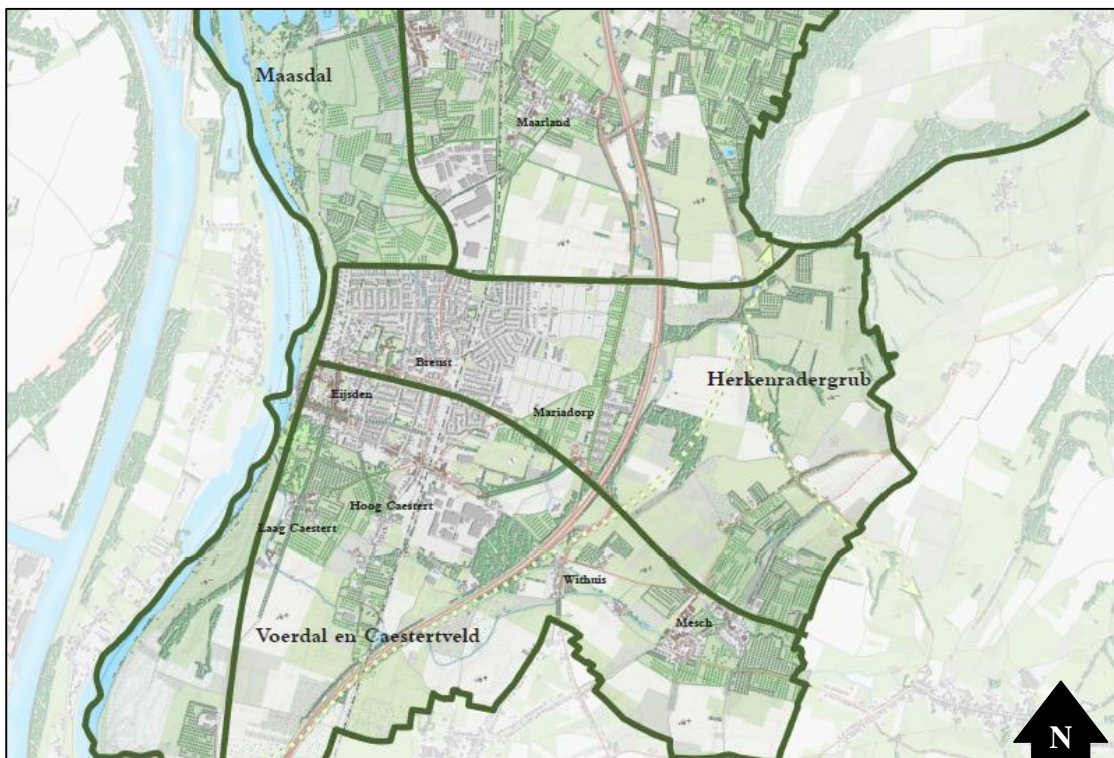 Maasdal
Maarland
Breust
Herkenradergrub
Eijsden
Mariadorp
Hoog Caestert
Laag Caestert
Withuis
Voerdal en Caestertveld
Mesch
N